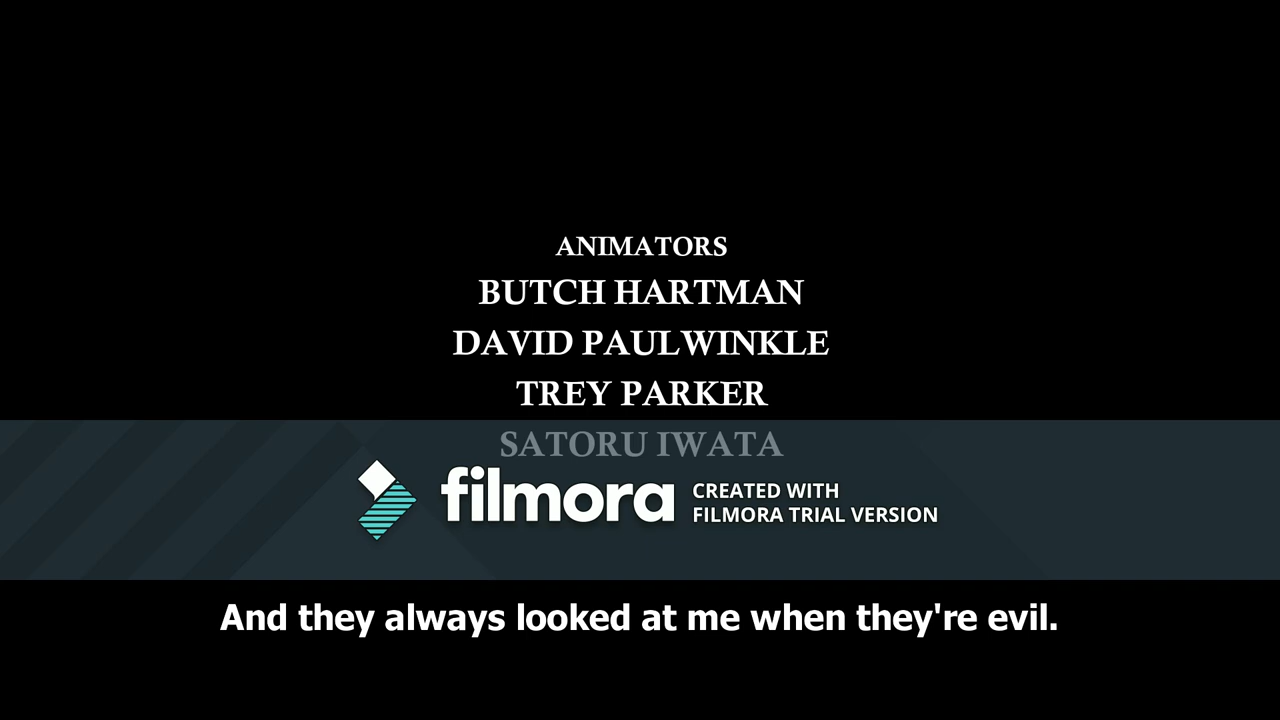 ANIMATORS
BUTCH HARTMAN
DAVID PAULWINKLE
TREY PARKER
SATORU IWATA
filmora
CREATED WITH
FILMORA TRIAL VERSION
And they always looked at me when they're evil.